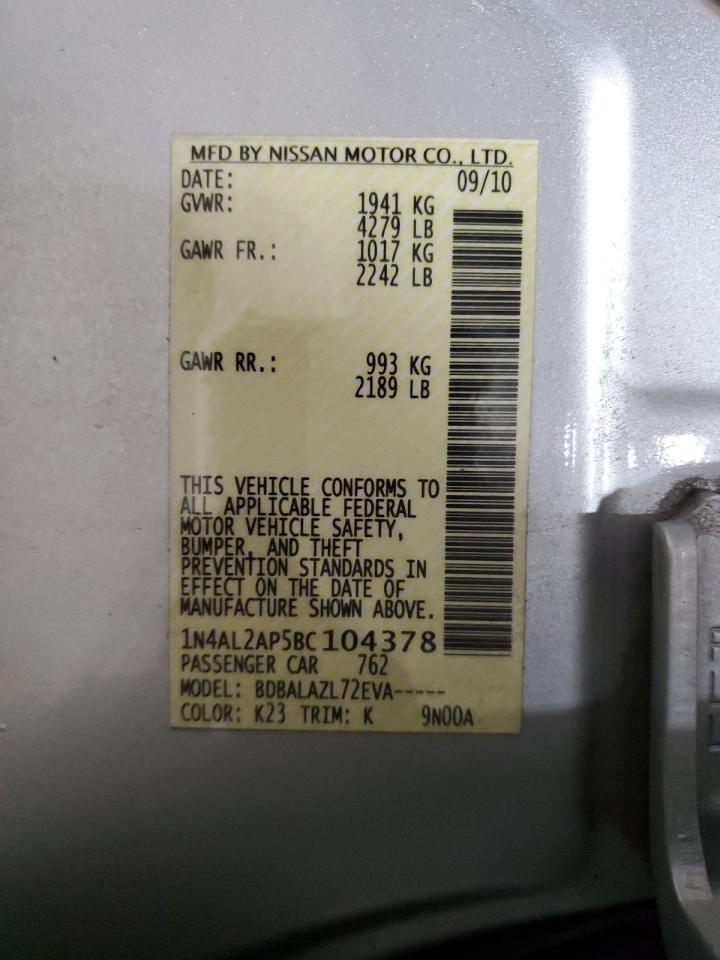 MFD BY NISSAN MOTOR CO., LTD.
DATE: 09/10
GVWR: 1941 KG
4279 LB
GAWR FR.: 1017 KG
2242 LB
GAWR RR.: 993 KG
2189 LB
THIS VEHICLE CONFORMS TO
ALL APPLICABLE FEDERAL
MOTOR VEHICLE SAFETY,
BUMPER, AND THEFT
PREVENTION STANDARDS IN
EFFECT ON THE DATE OF
MANUFACTURE SHOWN ABOVE.
1N4AL2AP5BC104378
PASSENGER CAR 762
MODEL: BDBALAZL72EVA-----
COLOR: K23 TRIM: K 9N00A